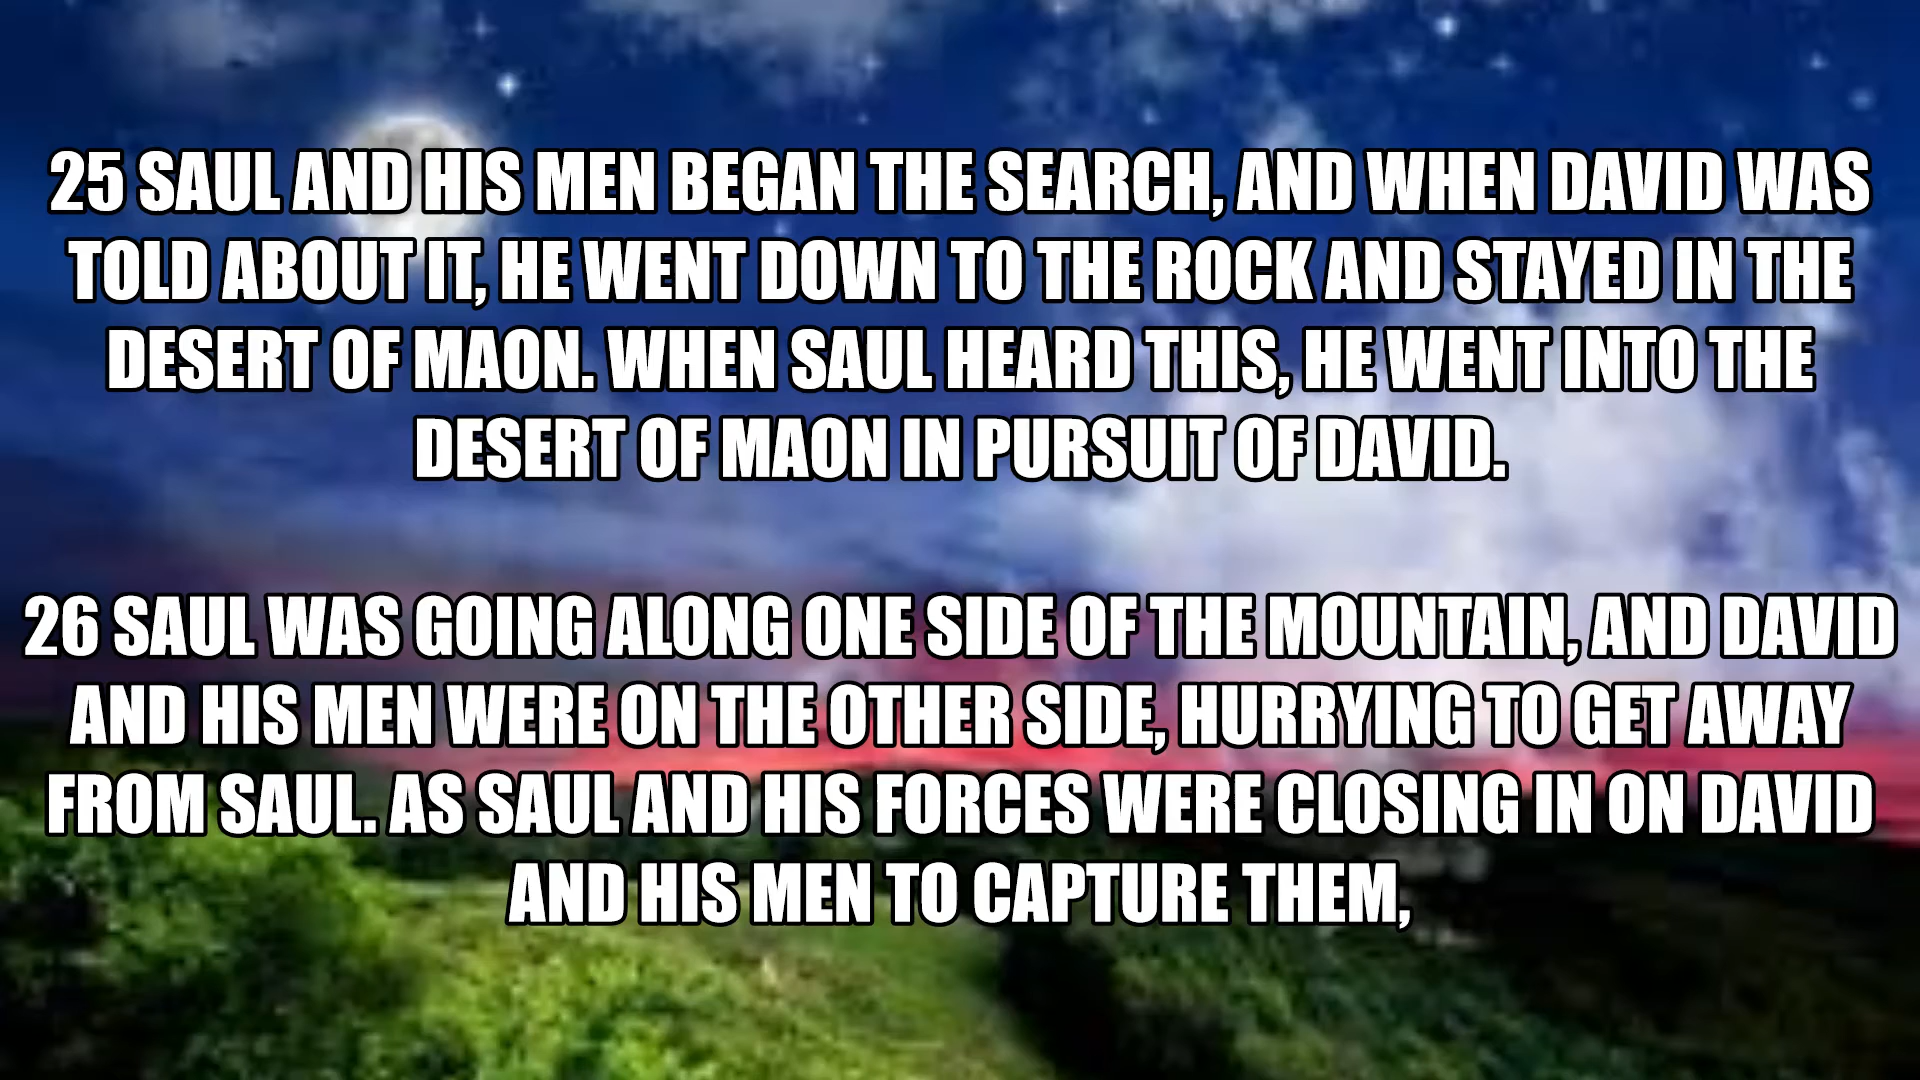 25 SAUL AND HIS MEN BEGAN THE SEARCH, AND WHEN DAVID WAS
TOLD ABOUT IT, HE WENT DOWN TO THE ROCK AND STAYED IN THE
DESERT OF MAON. WHEN SAUL HEARD THIS, HE WENT INTO THE
DESERT OF MAON IN PURSUIT OF DAVID.
26 SAUL WAS GOING ALONG ONE SIDE OF THE MOUNTAIN, AND DAVID
AND HIS MEN WERE ON THE OTHER SIDE, HURRYING TO GET AWAY
FROM SAUL. AS SAUL AND HIS FORCES WERE CLOSING IN ON DAVID
AND HIS MEN TO CAPTURE THEM,